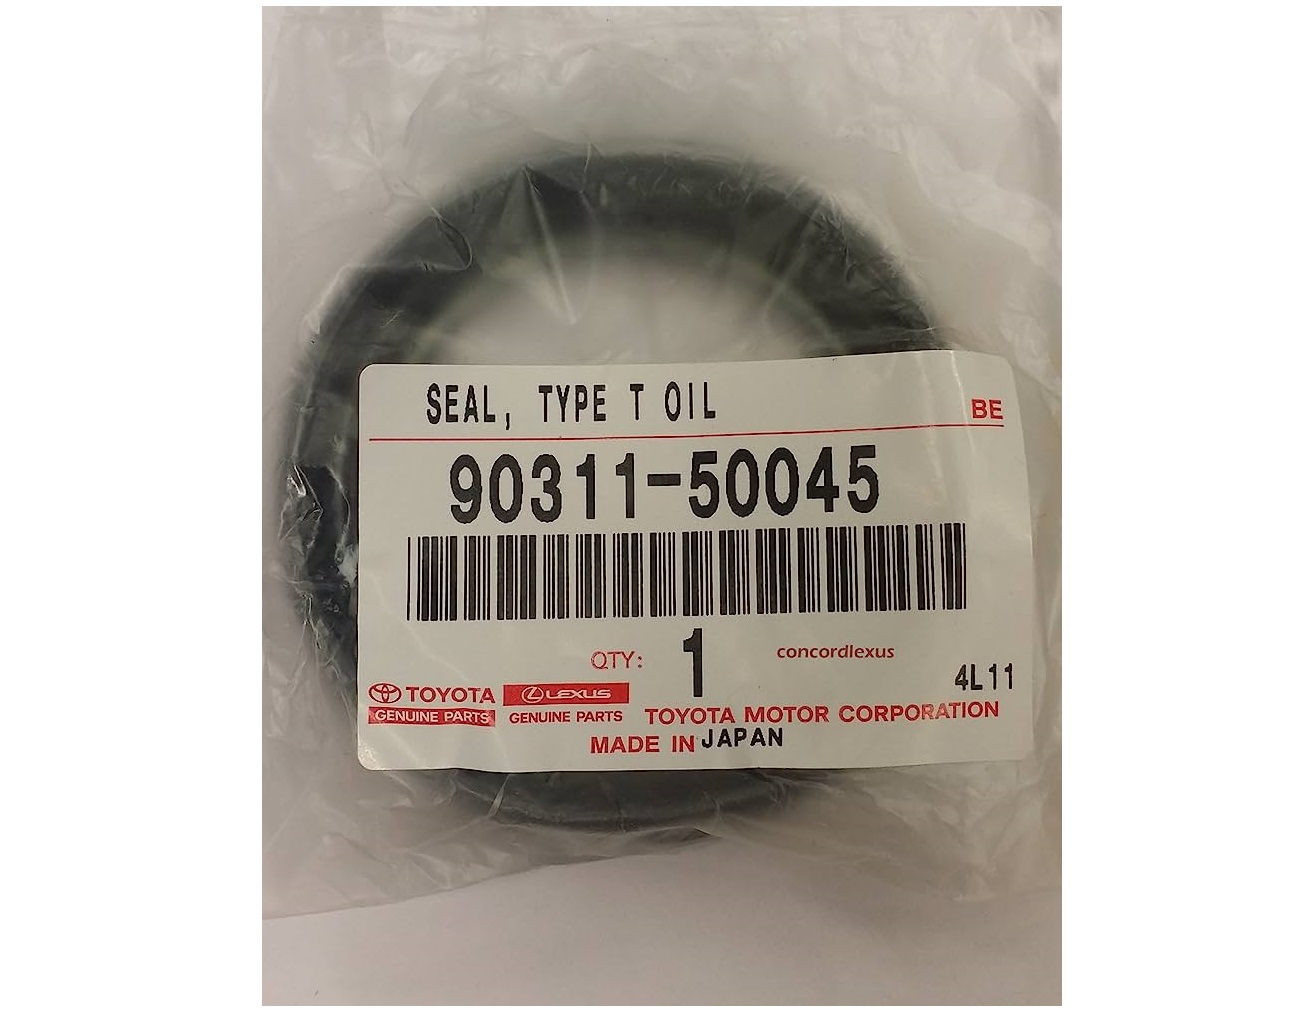 SEAL, TYPE T OIL
BE
90311-50045
QTY: 1
concordlexus
4L11
TOYOTA
GENUINE PARTS
LEXUS
GENUINE PARTS
TOYOTA MOTOR CORPORATION
MADE IN JAPAN